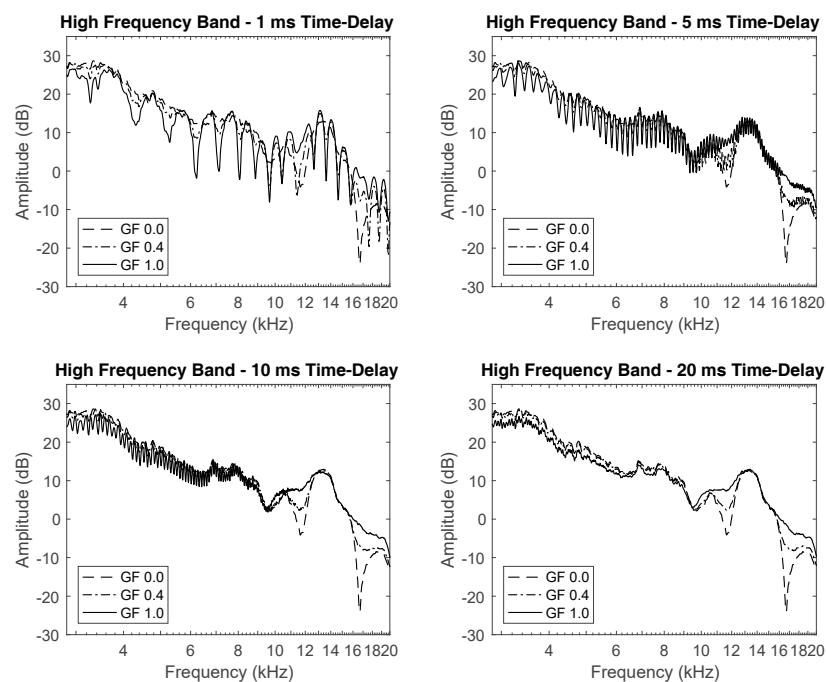 High Frequency Band - 1 ms Time-Delay
30
20
10
0
-10
-20
-30
Amplitude (dB)
GF 0.0
GF 0.4
GF 1.0
4 6 8 10 12 14 16 18 20
Frequency (kHz)
High Frequency Band - 5 ms Time-Delay
30
20
10
0
-10
-20
-30
Amplitude (dB)
GF 0.0
GF 0.4
GF 1.0
4 6 8 10 12 14 16 18 20
Frequency (kHz)
High Frequency Band - 10 ms Time-Delay
30
20
10
0
-10
-20
-30
Amplitude (dB)
GF 0.0
GF 0.4
GF 1.0
4 6 8 10 12 14 16 18 20
Frequency (kHz)
High Frequency Band - 20 ms Time-Delay
30
20
10
0
-10
-20
-30
Amplitude (dB)
GF 0.0
GF 0.4
GF 1.0
4 6 8 10 12 14 16 18 20
Frequency (kHz)